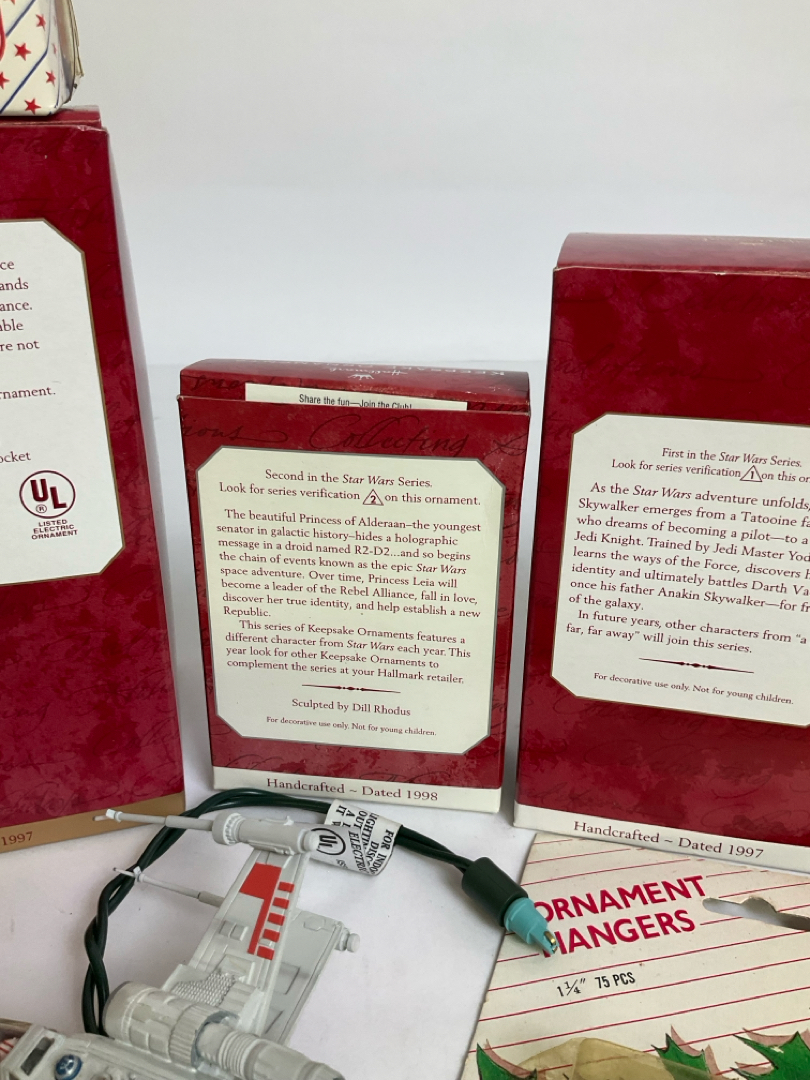 ce
ands
ance.
able
re not
rnament.
ocket
UL
LISTED
ELECTRIC
ORNAMENT
1997
Share the fun—Join the Club!
Collecting
Second in the Star Wars Series.
Look for series verification 2 on this ornament.
The beautiful Princess of Alderaan–the youngest
senator in galactic history–hides a holographic
message in a droid named R2-D2...and so begins
the chain of events known as the epic Star Wars
space adventure. Over time, Princess Leia will
become a leader of the Rebel Alliance, fall in love,
discover her true identity, and help establish a new
Republic.
This series of Keepsake Ornaments features a
different character from Star Wars each year. This
year look for other Keepsake Ornaments to
complement the series at your Hallmark retailer.
Sculpted by Dill Rhodus
For decorative use only. Not for young children.
Handcrafted ~ Dated 1998
First in the Star Wars Series.
Look for series verification 1 on this or
As the Star Wars adventure unfolds,
Skywalker emerges from a Tatooine fa
who dreams of becoming a pilot—to a
Jedi Knight. Trained by Jedi Master Yod
learns the ways of the Force, discovers
identity and ultimately battles Darth Va
once his father Anakin Skywalker—for fr
of the galaxy.
In future years, other characters from "a
far, far away" will join this series.
For decorative use only. Not for young children.
Handcrafted ~ Dated 1997
FOR INDO
UL
ORNAMENT
HANGERS
1¼" 75 PCS